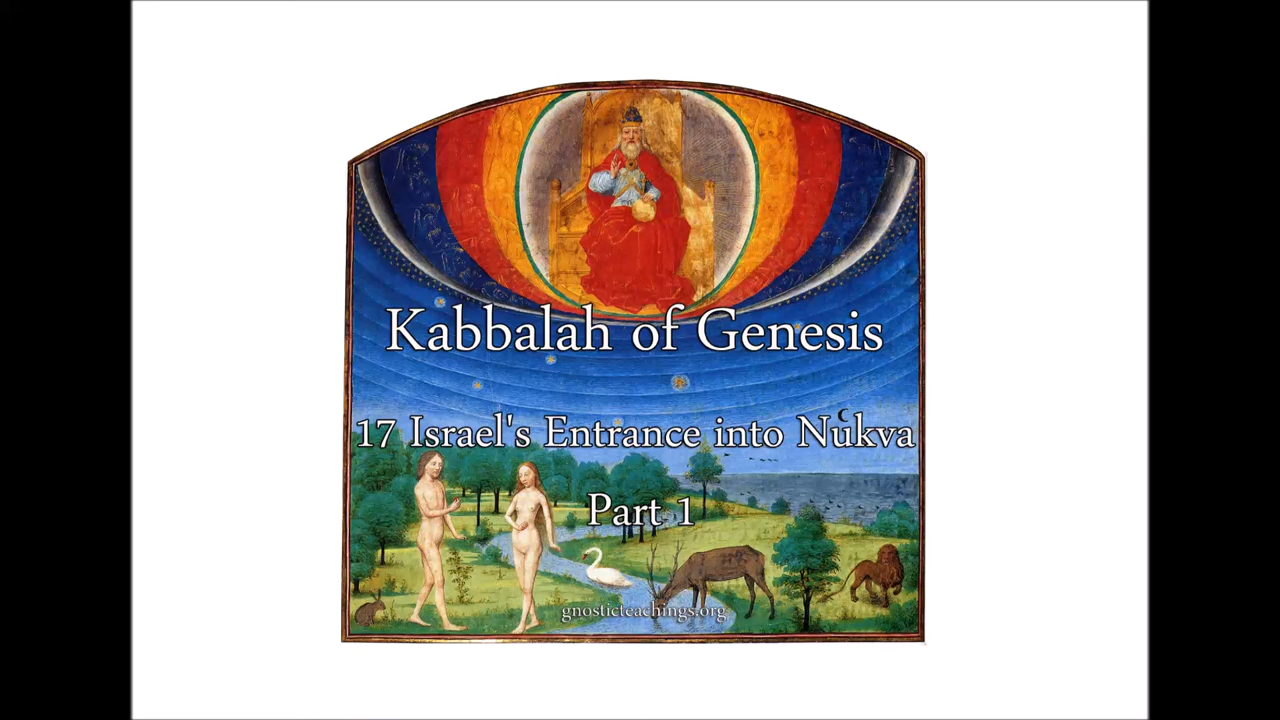 Kabbalah of Genesis
17 Israel's Entrance into Nukva
Part 1
gnosticteachings.org